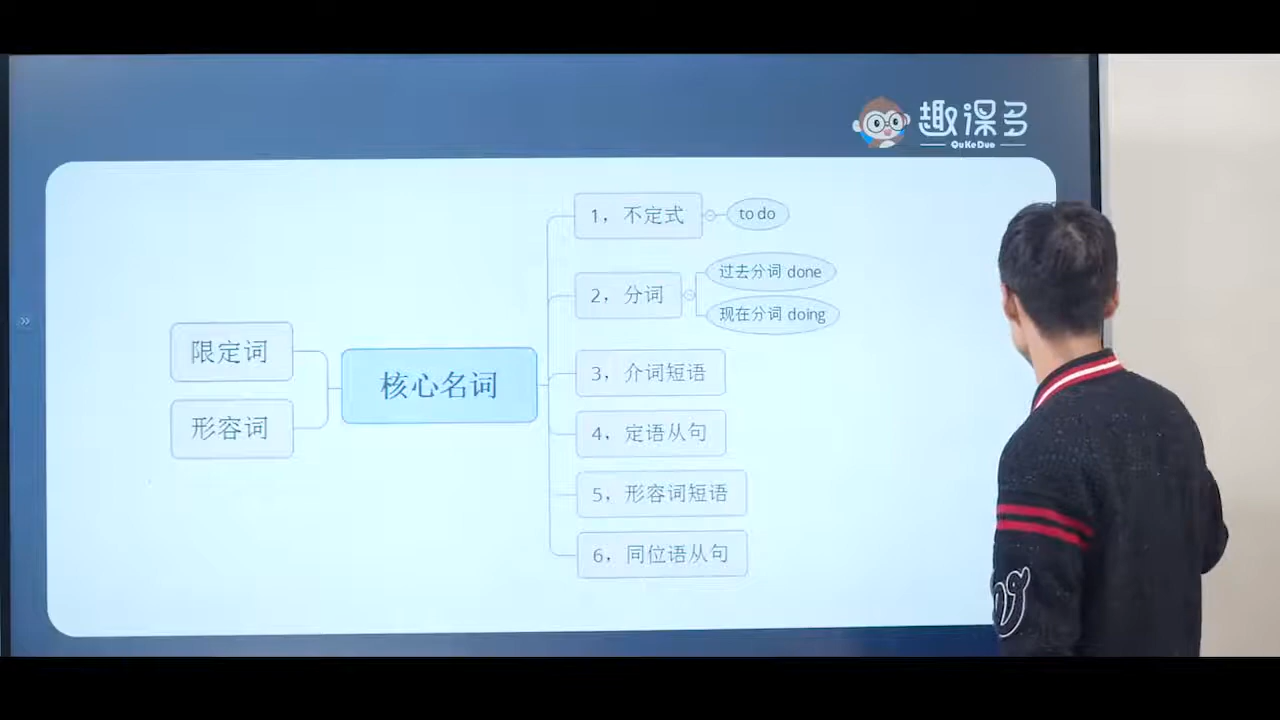 趣课多
QuKeDuo
1，不定式
to do
2，分词
过去分词 done
现在分词 doing
限定词
形容词
核心名词
3，介词短语
4，定语从句
5，形容词短语
6，同位语从句